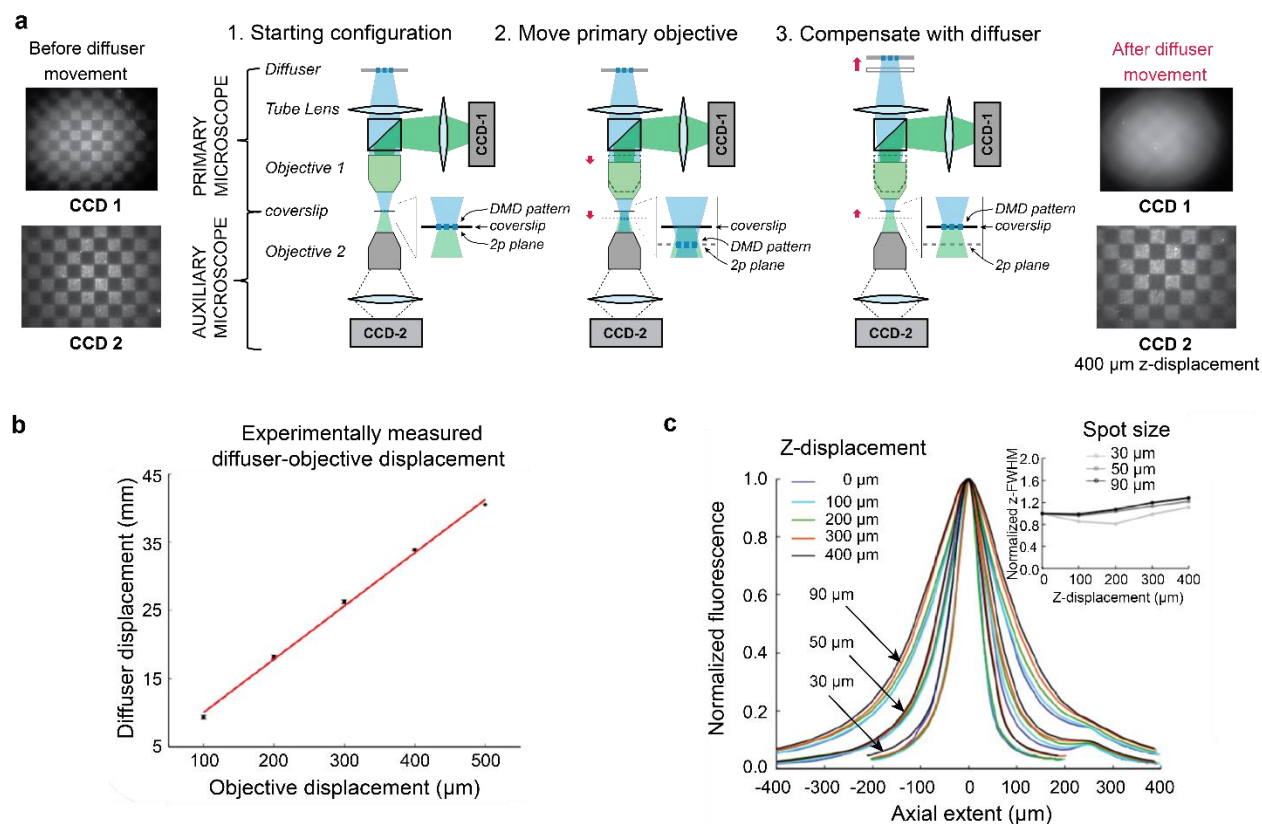 a
Before diffuser
movement
CCD 1
CCD 2
PRIMARY
MICROSCOPE
AUXILIARY
MICROSCOPE
1. Starting configuration
Diffuser
Tube Lens
Objective 1
coverslip
Objective 2
CCD-1
DMD pattern
coverslip
2p plane
CCD-2
2. Move primary objective
CCD-1
coverslip
DMD pattern
2p plane
CCD-2
3. Compensate with diffuser
CCD-1
DMD pattern
coverslip
2p plane
CCD-2
After diffuser
movement
CCD 1
CCD 2
400 µm z-displacement
b
Experimentally measured
diffuser-objective displacement
Diffuser displacement (mm)
45
35
25
15
5
100 200 300 400 500
Objective displacement (µm)
c
Z-displacement
0 µm
100 µm
200 µm
300 µm
400 µm
Normalized fluorescence
1.0
0.8
0.6
0.4
0.2
0.0
90 µm
50 µm
30 µm
-400 -300 -200 -100 0 100 200 300 400
Axial extent (µm)
Spot size
30 µm
50 µm
90 µm
Normalized z-FWHM
2.0
1.6
1.2
0.8
0.4
0.0
0 100 200 300 400
Z-displacement (µm)